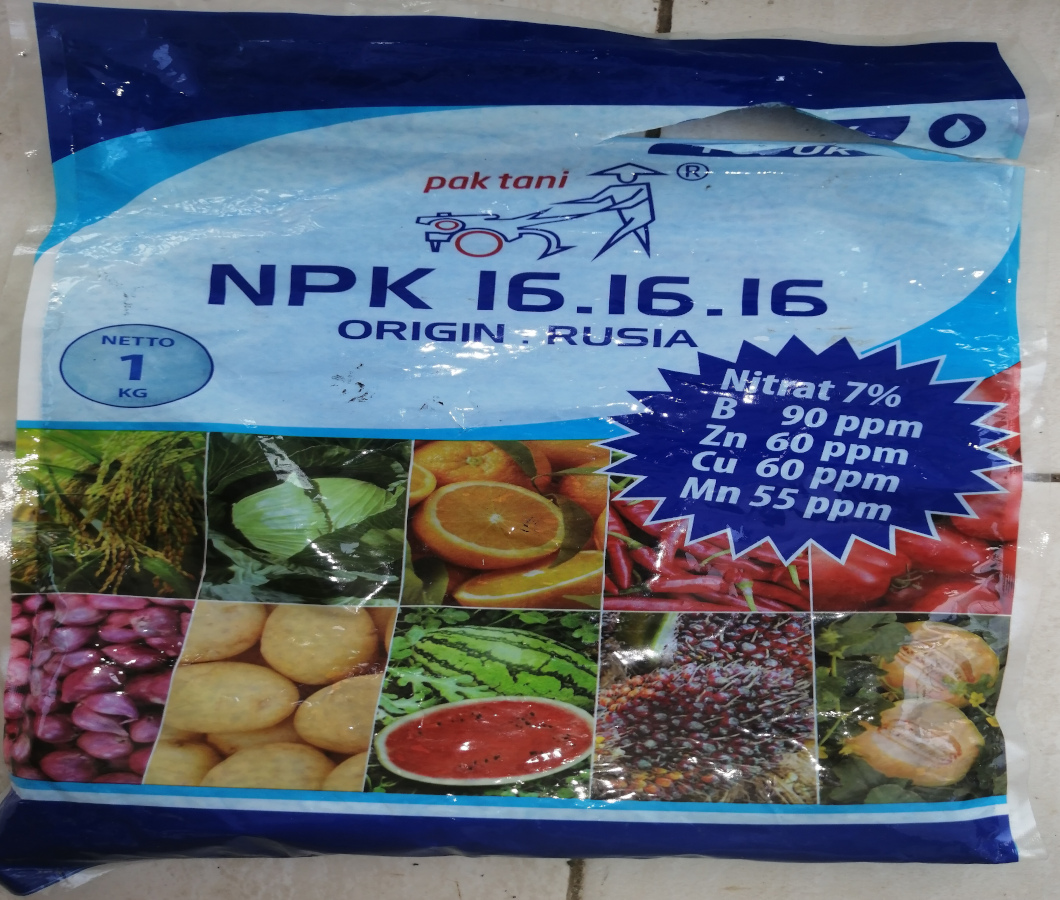 pak tani ®
NPK 16.16.16
ORIGIN . RUSIA
NETTO
1
KG
Nitrat 7%
B 90 ppm
Zn 60 ppm
Cu 60 ppm
Mn 55 ppm